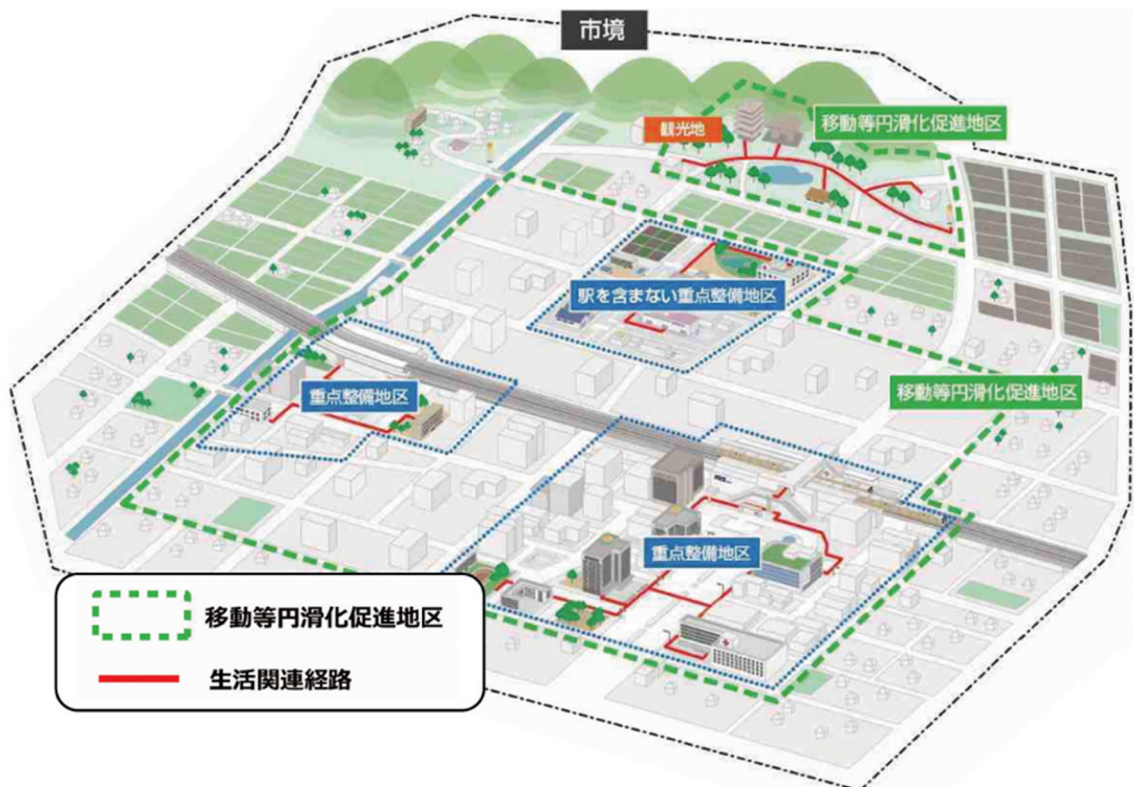 市境
観光地
移動等円滑化促進地区
駅を含まない重点整備地区
重点整備地区
移動等円滑化促進地区
重点整備地区
移動等円滑化促進地区
生活関連経路